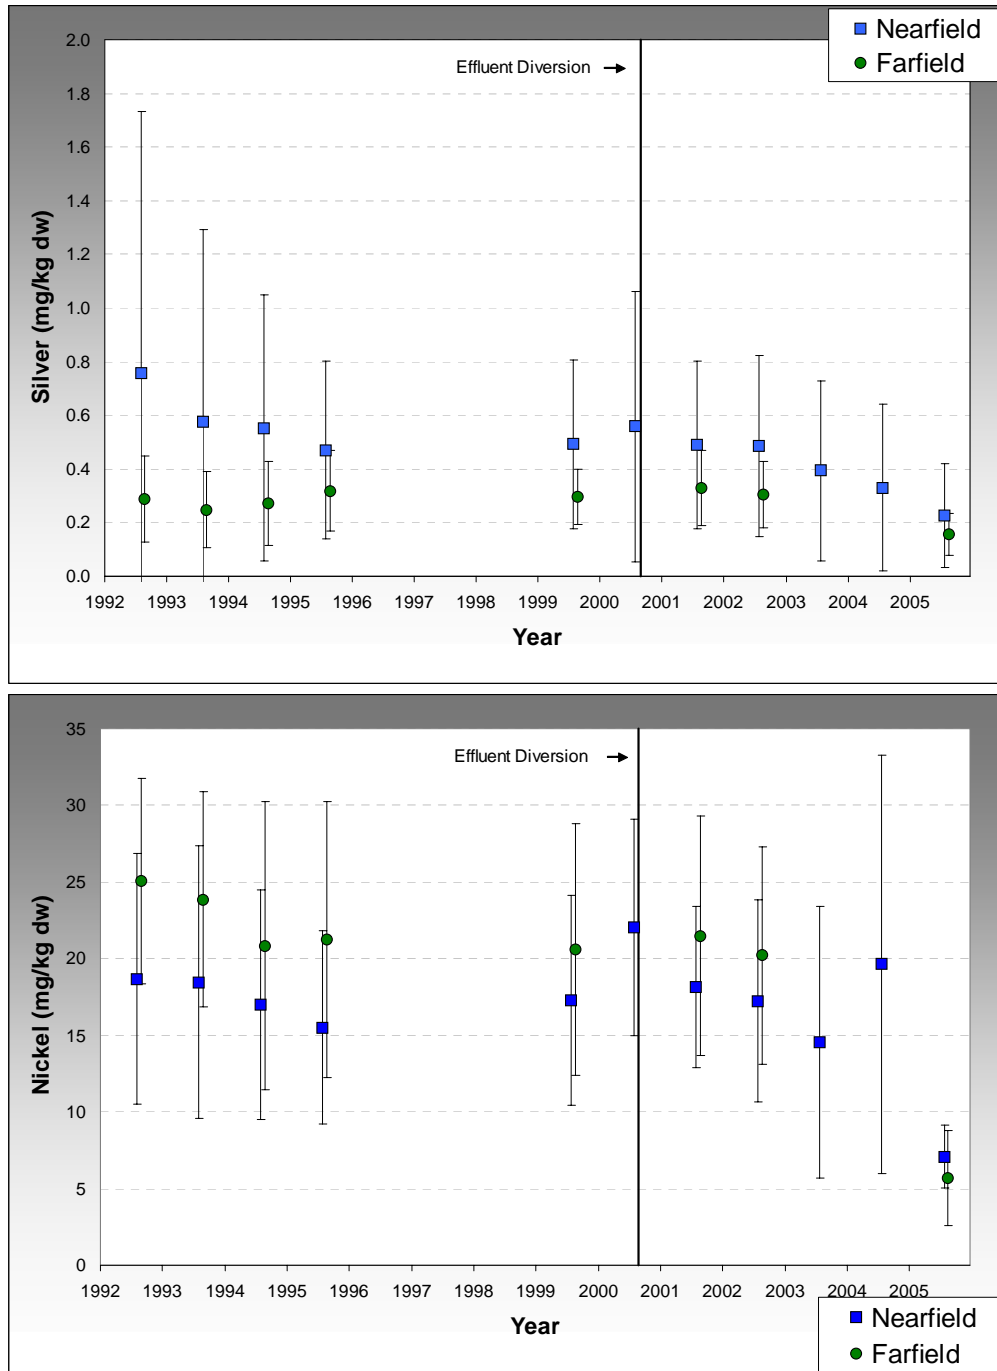 Nearfield
Farfield
Effluent Diversion
2.0
1.8
1.6
1.4
1.2
1.0
0.8
0.6
0.4
0.2
0.0
Silver (mg/kg dw)
1992 1993 1994 1995 1996 1997 1998 1999 2000 2001 2002 2003 2004 2005
Year
Effluent Diversion
35
30
25
20
15
10
5
0
Nickel (mg/kg dw)
1992 1993 1994 1995 1996 1997 1998 1999 2000 2001 2002 2003 2004 2005
Year
Nearfield
Farfield